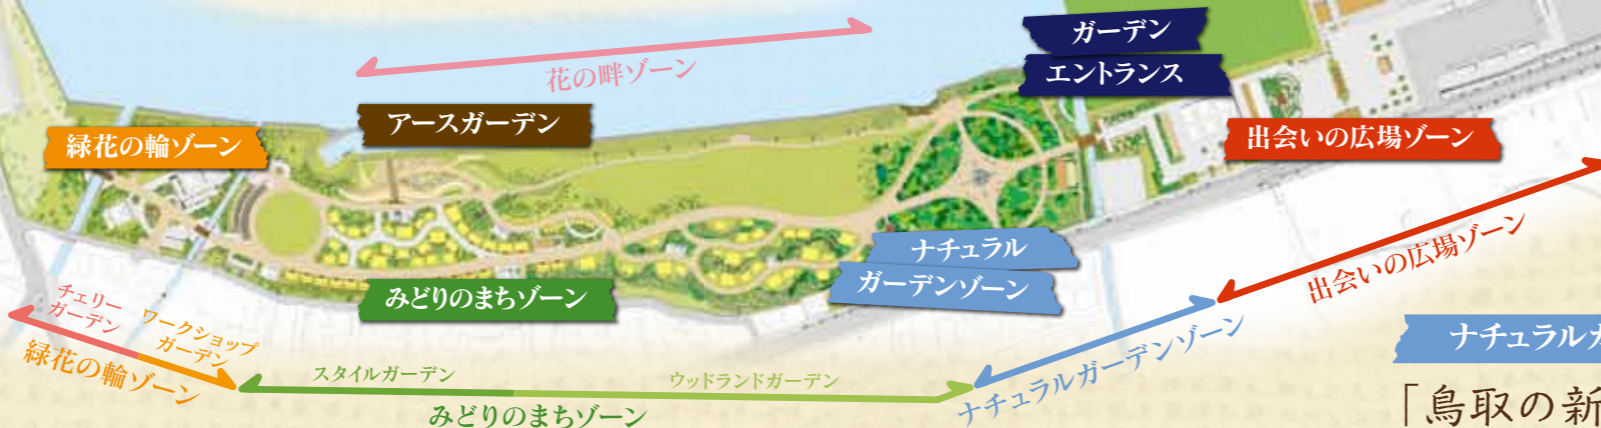 ガーデン
エントランス
花の畔ゾーン
アースガーデン
緑花の輪ゾーン
出会いの広場ゾーン
ナチュラル
ガーデンゾーン
みどりのまちゾーン
出会いの広場ゾーン
チェリー
ガーデン
ワークショップ
ガーデン
緑花の輪ゾーン
スタイルガーデン
ウッドランドガーデン
みどりのまちゾーン
ナチュラルガーデンゾーン
ナチュラルガ
「鳥取の新